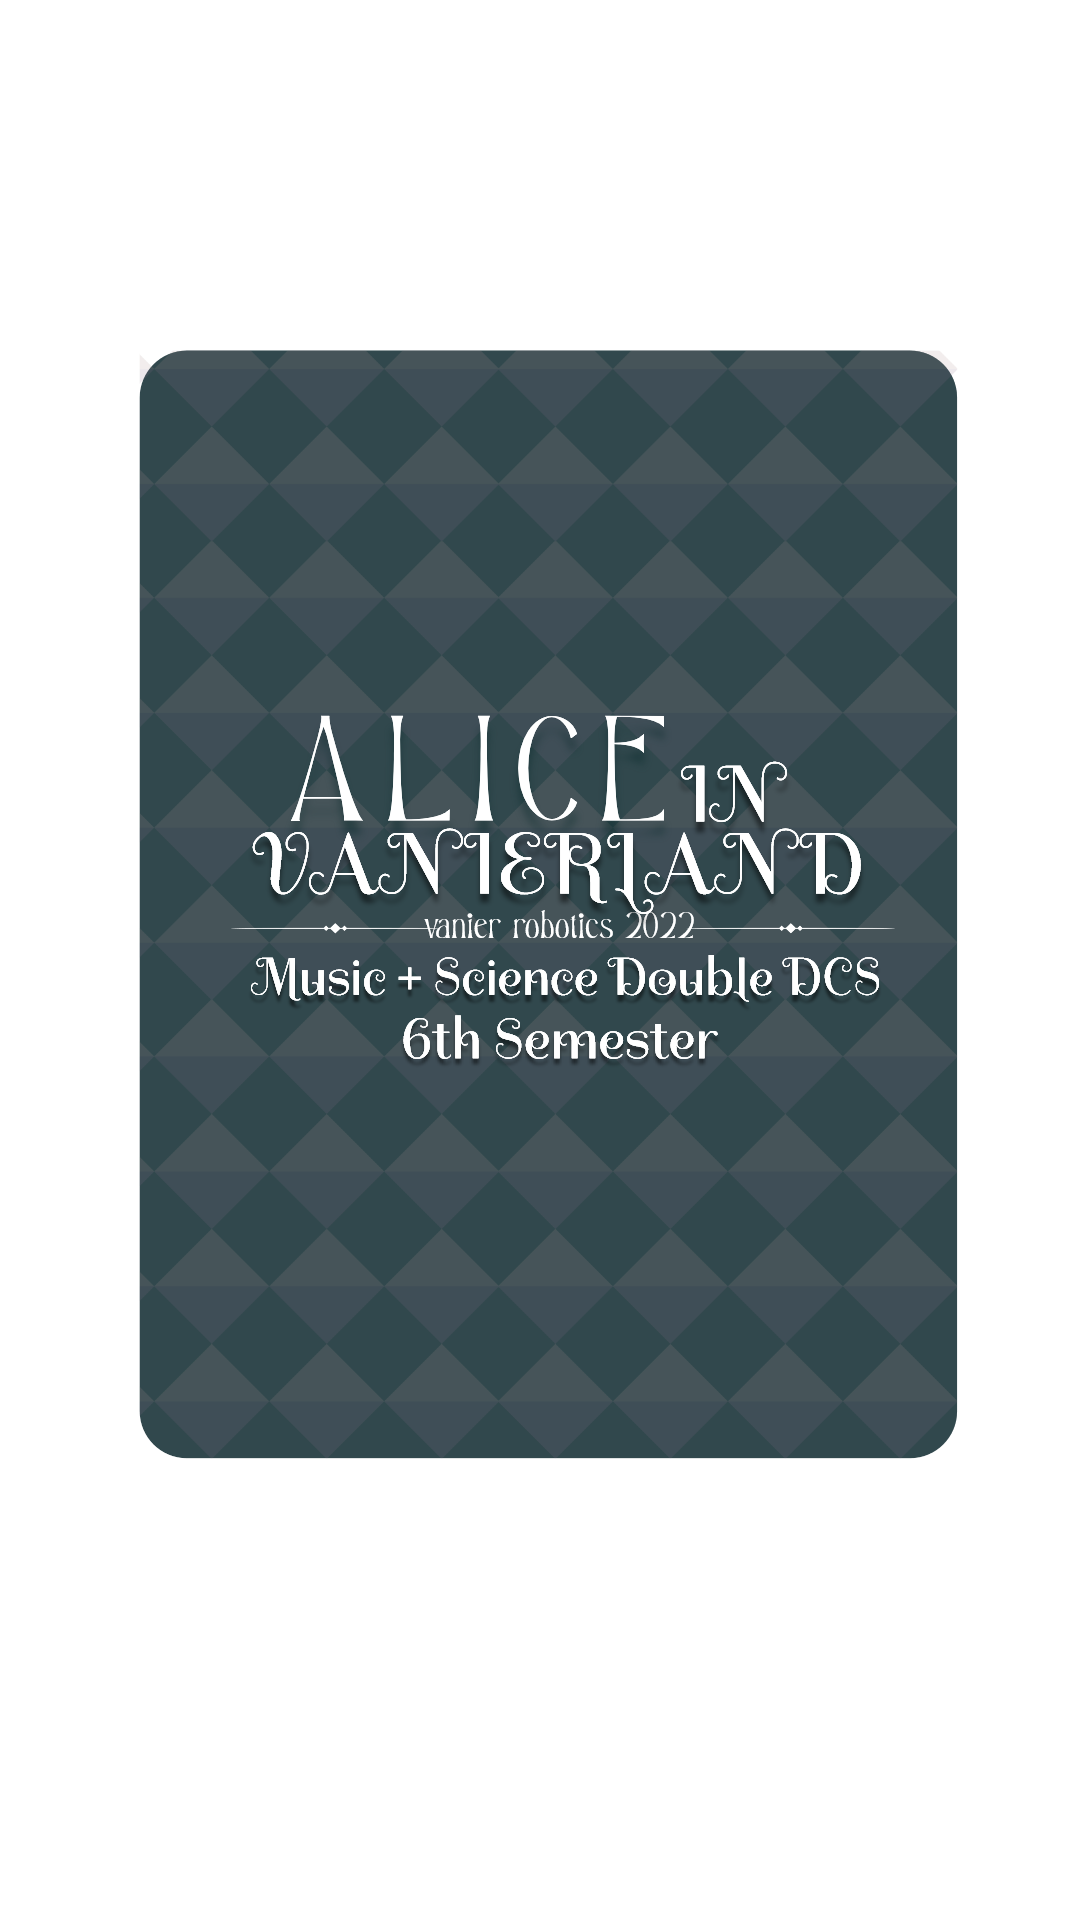 ALICE IN
VANIERLAND
vanier robotics 2022
Music + Science Double DCS
6th Semester